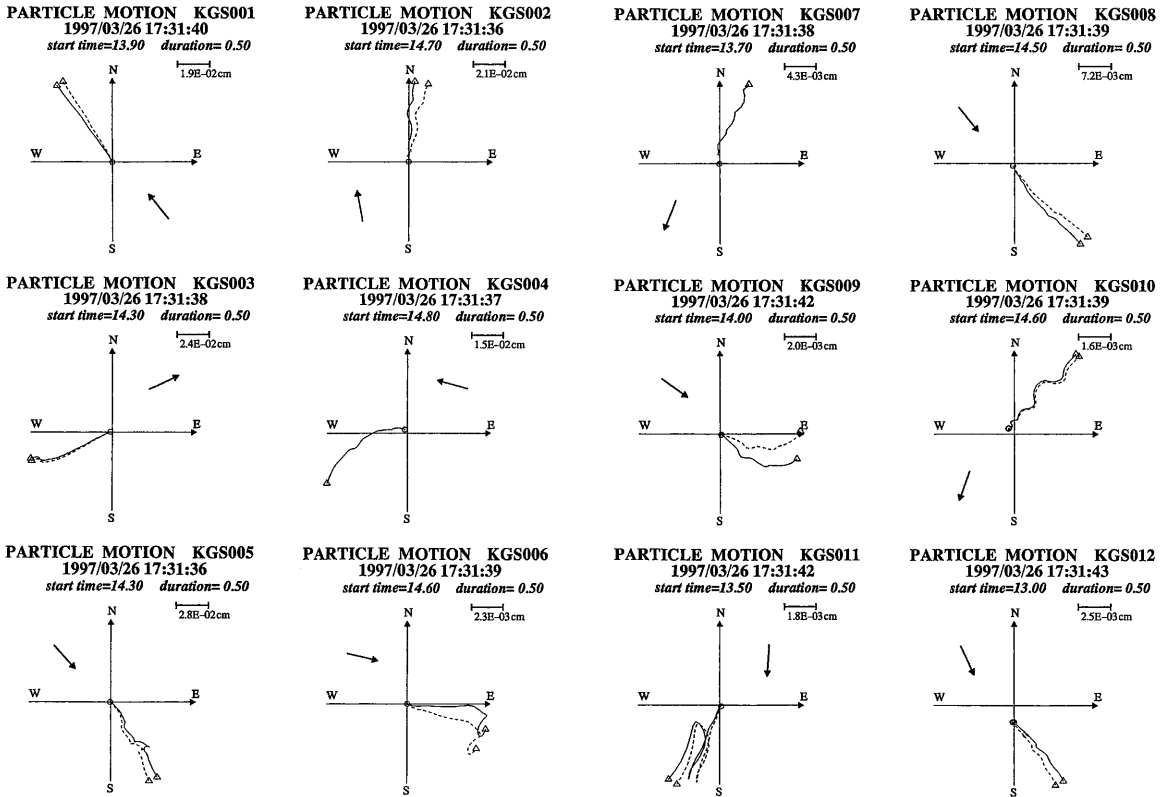 PARTICLE MOTION KGS001
1997/03/26 17:31:40
start time=13.90 duration= 0.50
1.9E-02cm
N
W E
S
PARTICLE MOTION KGS002
1997/03/26 17:31:36
start time=14.70 duration= 0.50
2.1E-02cm
N
W E
S
PARTICLE MOTION KGS007
1997/03/26 17:31:38
start time=13.70 duration= 0.50
4.3E-03cm
N
W E
S
PARTICLE MOTION KGS008
1997/03/26 17:31:39
start time=14.50 duration= 0.50
7.2E-03cm
N
W E
S
PARTICLE MOTION KGS003
1997/03/26 17:31:38
start time=14.30 duration= 0.50
2.4E-02cm
N
W E
S
PARTICLE MOTION KGS004
1997/03/26 17:31:37
start time=14.80 duration= 0.50
1.5E-02cm
N
W E
S
PARTICLE MOTION KGS009
1997/03/26 17:31:42
start time=14.00 duration= 0.50
2.0E-03cm
N
W E
S
PARTICLE MOTION KGS010
1997/03/26 17:31:39
start time=14.60 duration= 0.50
1.6E-03cm
N
W E
S
PARTICLE MOTION KGS005
1997/03/26 17:31:36
start time=14.30 duration= 0.50
2.8E-02cm
N
W E
S
PARTICLE MOTION KGS006
1997/03/26 17:31:39
start time=14.60 duration= 0.50
2.3E-03cm
N
W E
S
PARTICLE MOTION KGS011
1997/03/26 17:31:42
start time=13.50 duration= 0.50
1.8E-03cm
N
W E
S
PARTICLE MOTION KGS012
1997/03/26 17:31:43
start time=13.00 duration= 0.50
2.5E-03cm
N
W E
S